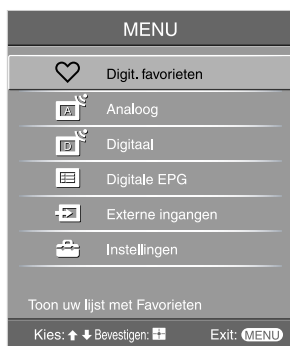 MENU
Digit. favorieten
A Analoog
D Digitaal
Digitale EPG
Externe ingangen
Instellingen
Toon uw lijst met Favorieten
Kies: Bevestigen: Exit: MENU